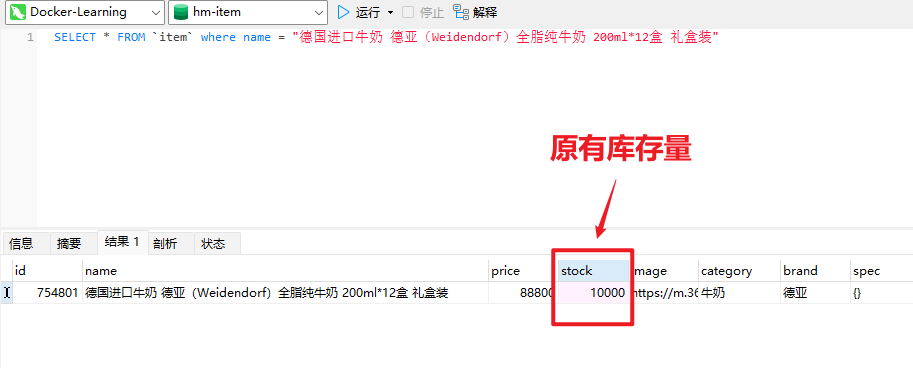 Docker-Learning hm-item 运行 停止 解释
1 SELECT * FROM `item` where name = "德国进口牛奶 德亚（Weidendorf）全脂纯牛奶 200ml*12盒 礼盒装"
原有库存量
信息 摘要 结果 1 剖析 状态
id name price stock image category brand spec
754801 德国进口牛奶 德亚（Weidendorf）全脂纯牛奶 200ml*12盒 礼盒装 88800 10000 https://m.36 牛奶 德亚 {}